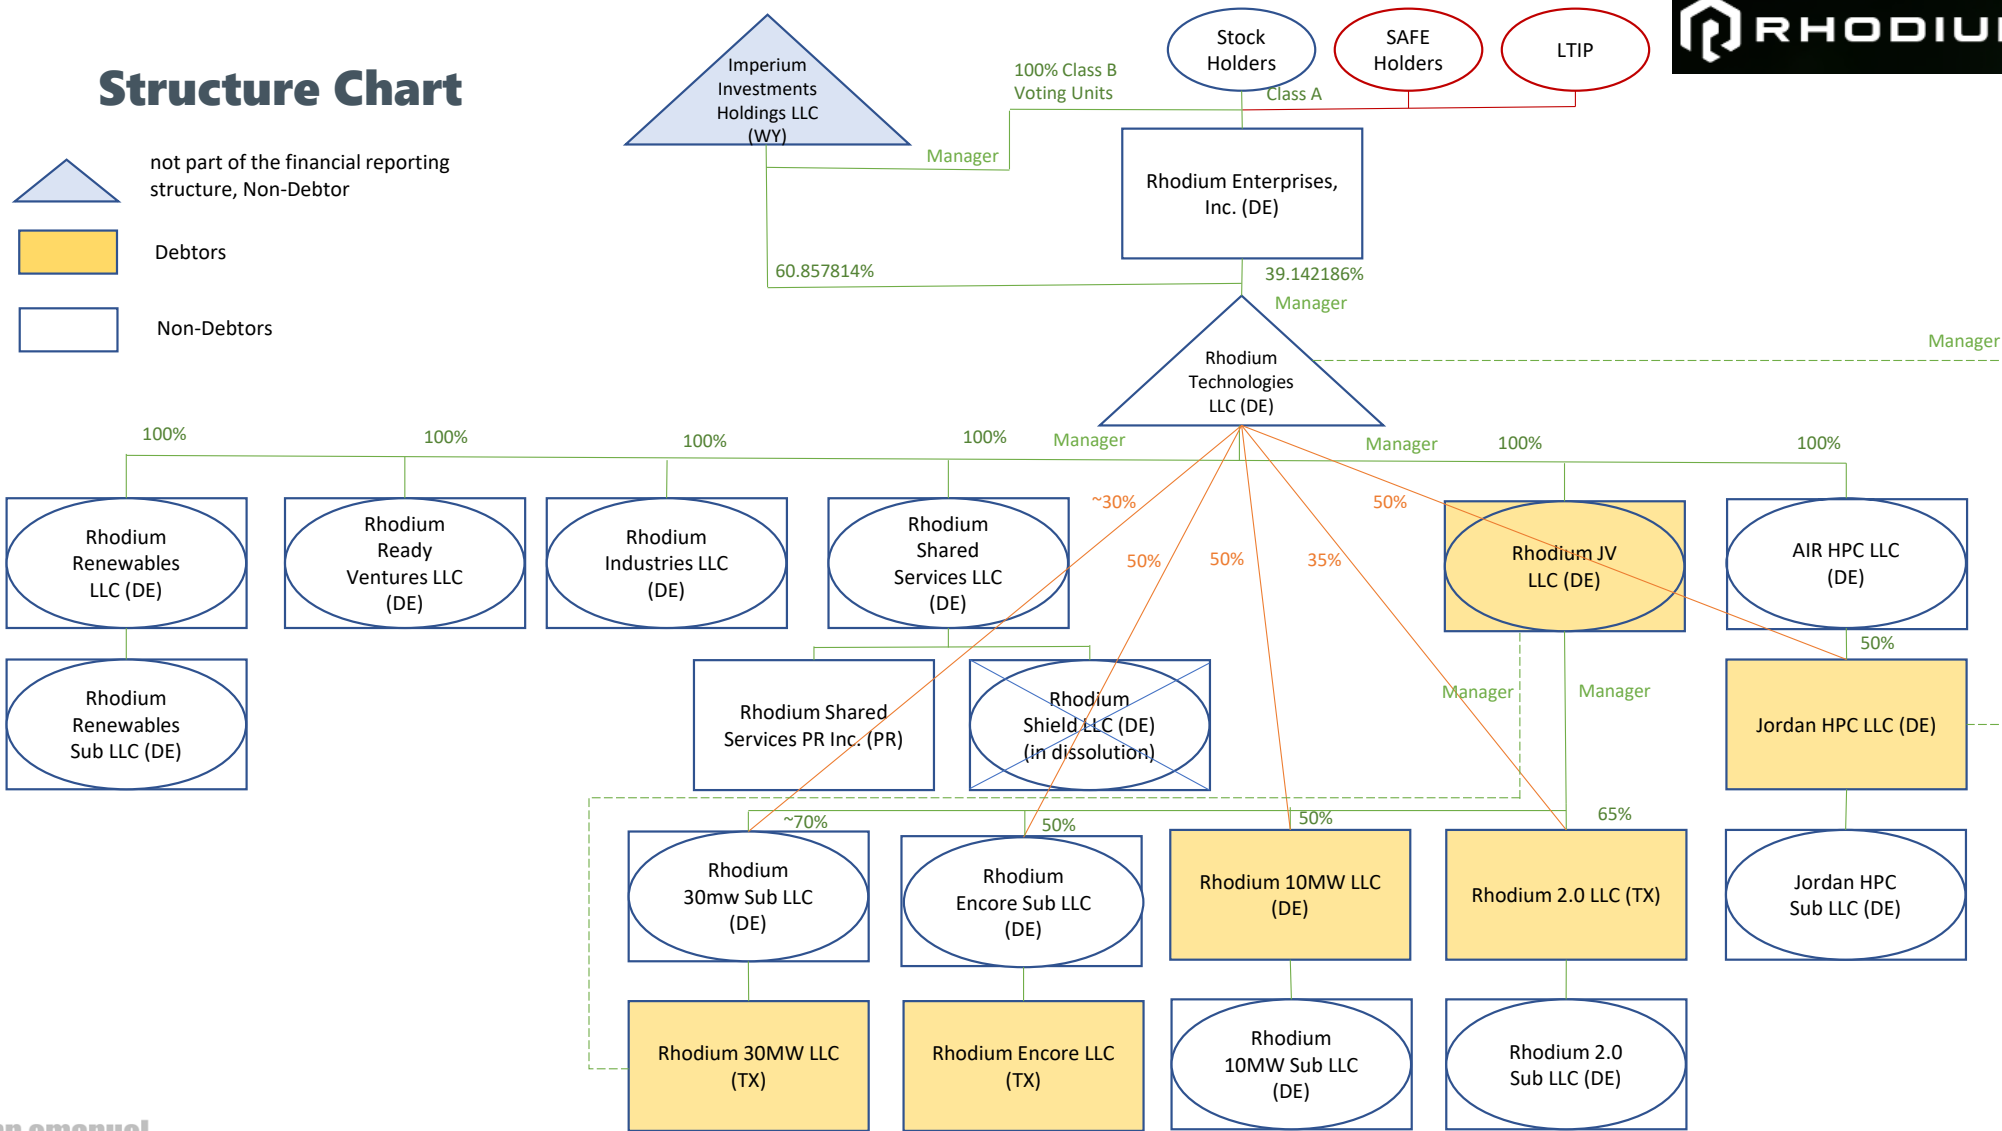 Structure Chart
not part of the financial reporting
structure, Non-Debtor
Debtors
Non-Debtors
Imperium
Investments
Holdings LLC
(WY)
100% Class B
Voting Units
Manager
Stock
Holders
SAFE
Holders
LTIP
Class A
Rhodium Enterprises,
Inc. (DE)
60.857814%
39.142186%
Manager
Rhodium
Technologies
LLC (DE)
Manager
100%
100%
100%
100%
Manager
Manager
100%
100%
Rhodium
Renewables
LLC (DE)
Rhodium
Ready
Ventures LLC
(DE)
Rhodium
Industries LLC
(DE)
Rhodium
Shared
Services LLC
(DE)
~30%
50%
50%
35%
50%
Rhodium JV
LLC (DE)
AIR HPC LLC
(DE)
50%
Rhodium
Renewables
Sub LLC (DE)
Rhodium Shared
Services PR Inc. (PR)
Rhodium
Shield LLC (DE)
(in dissolution)
Manager
Manager
Jordan HPC LLC (DE)
~70%
50%
50%
65%
Rhodium
30mw Sub LLC
(DE)
Rhodium
Encore Sub LLC
(DE)
Rhodium 10MW LLC
(DE)
Rhodium 2.0 LLC (TX)
Jordan HPC
Sub LLC (DE)
Rhodium 30MW LLC
(TX)
Rhodium Encore LLC
(TX)
Rhodium
10MW Sub LLC
(DE)
Rhodium 2.0
Sub LLC (DE)